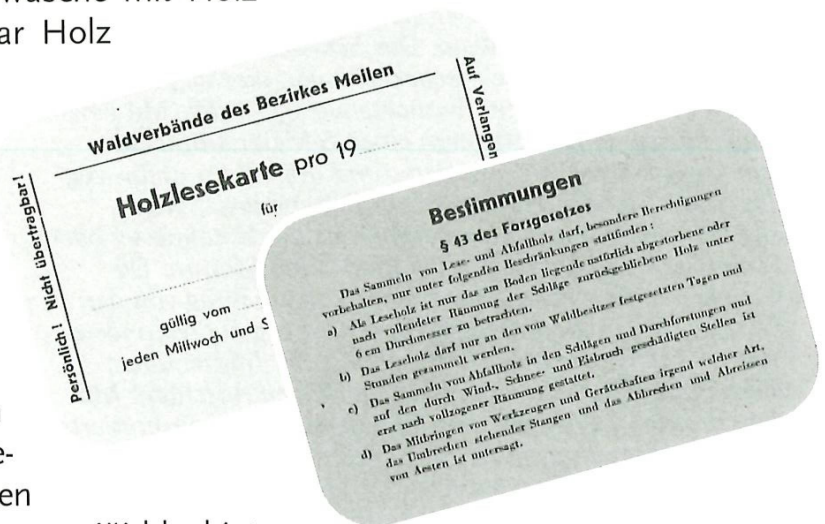 wäsche mit Holz
ar Holz
Waldverbände des Bezirkes Meilen
Auf Verlangen
Persönlich! Nicht übertragbar!
Holzlesekarte pro 19
für
gültig vom
jeden Mittwoch und S
Bestimmungen
§ 43 des Forsgesetzes
Das Sammeln von Lese- und Abfallholz darf, besondere Berechtigungen
vorbehalten, nur unter folgenden Beschränkungen stattfinden:
a) Als Leseholz ist nur das am Boden liegende natürlich abgestorbene oder
nach vollendeter Räumung der Schläge zurückgebliebene Holz unter
6 cm Durchmesser zu betrachten.
b) Das Leseholz darf nur an den vom Waldbesitzer festgesetzten Tagen und
Stunden gesammelt werden.
c) Das Sammeln von Abfallholz in den Schlägen und Durchforstungen und
auf den durch Wind-, Schnee- und Eisbruch geschädigten Stellen ist
erst nach vollzogener Räumung gestattet.
d) Das Mitbringen von Werkzeugen und Gerätschaften irgend welcher Art,
das Umbrechen stehender Stangen und das Abbrechen und Abreissen
von Aesten ist untersagt.
e-
en